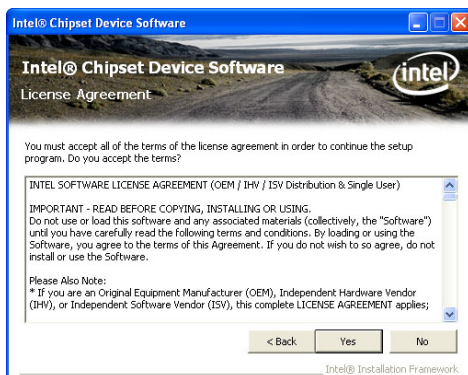 Intel® Chipset Device Software
Intel® Chipset Device Software
License Agreement
intel
You must accept all of the terms of the license agreement in order to continue the setup
program. Do you accept the terms?
INTEL SOFTWARE LICENSE AGREEMENT (OEM / IHV / ISV Distribution & Single User)
IMPORTANT - READ BEFORE COPYING, INSTALLING OR USING.
Do not use or load this software and any associated materials (collectively, the "Software")
until you have carefully read the following terms and conditions. By loading or using the
Software, you agree to the terms of this Agreement. If you do not wish to so agree, do not
install or use the Software.
Please Also Note:
* If you are an Original Equipment Manufacturer (OEM), Independent Hardware Vendor
(IHV), or Independent Software Vendor (ISV), this complete LICENSE AGREEMENT applies;
< Back
Yes
No
Intel® Installation Framework